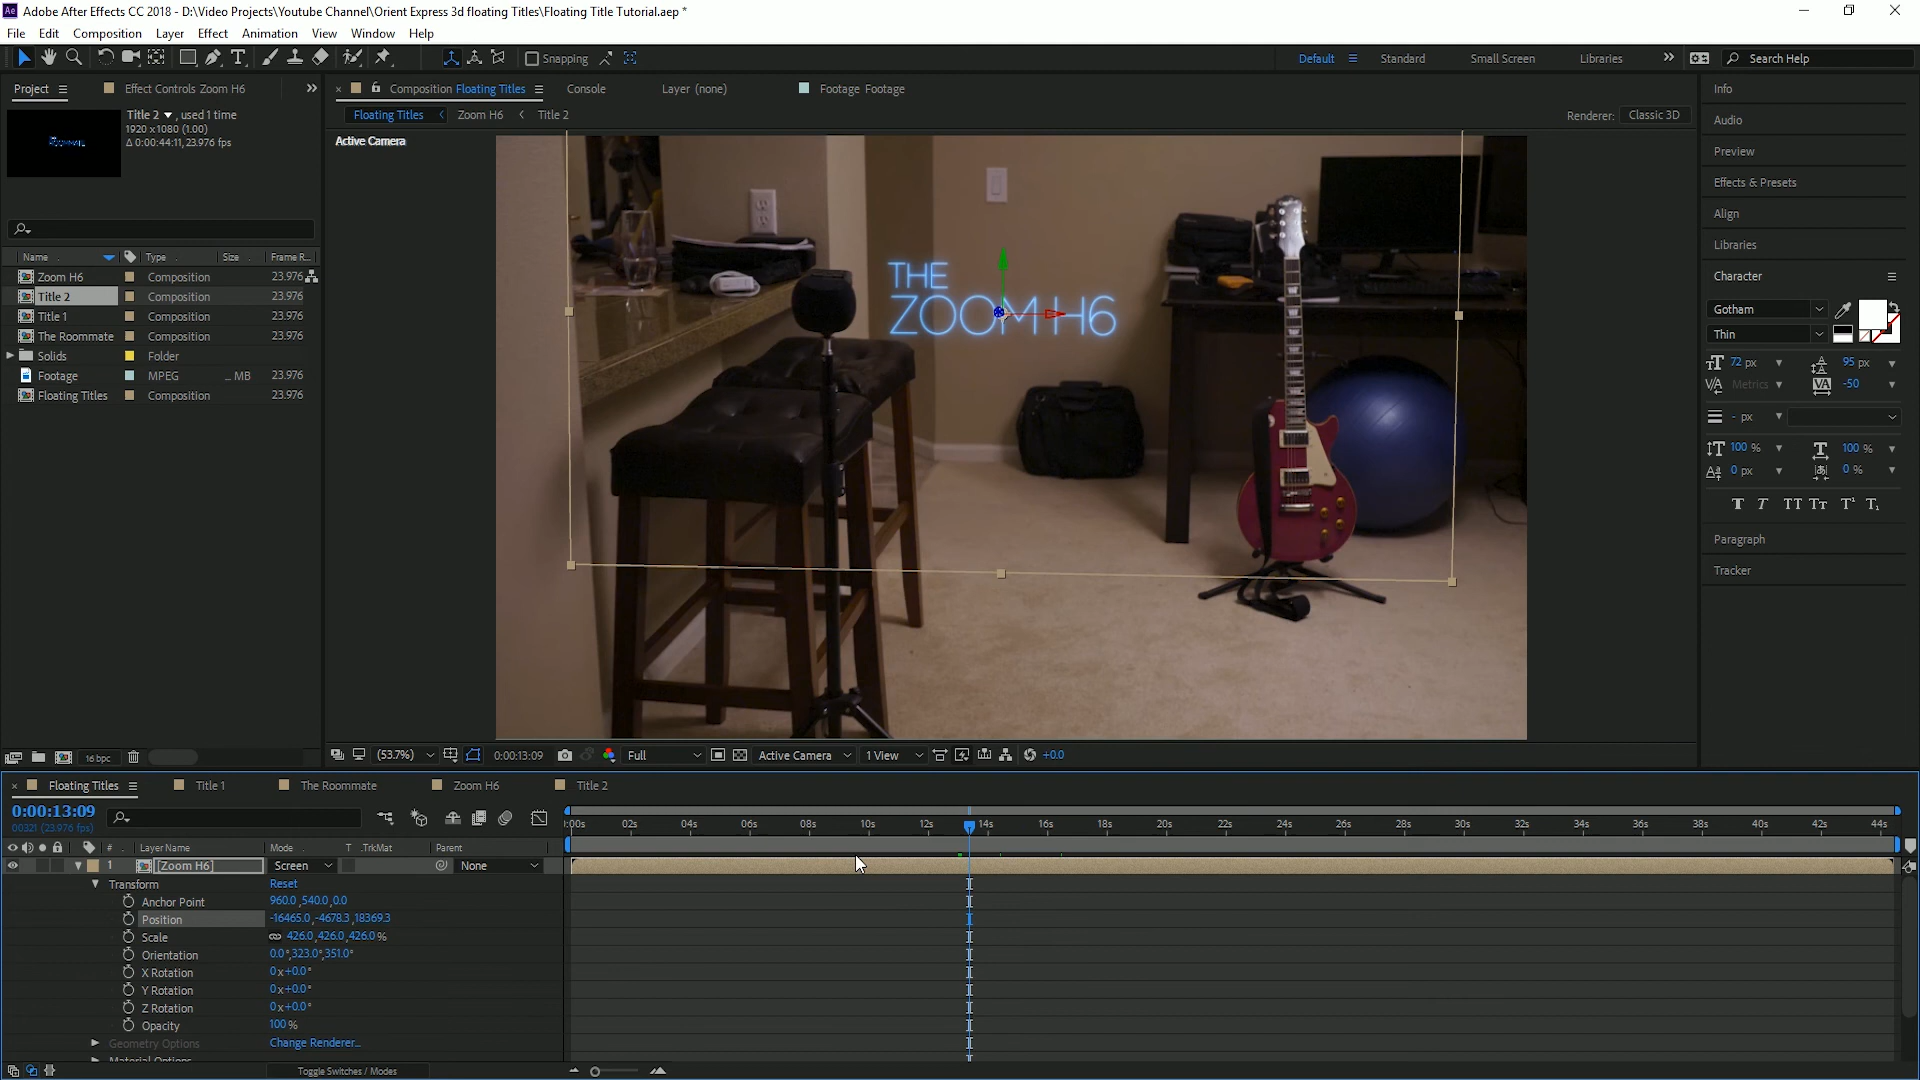 Adobe After Effects CC 2018 - D:\Video Projects\Youtube Channel\Orient Express 3d floating Titles\Floating Title Tutorial.aep *
File Edit Composition Layer Effect Animation View Window Help
Snapping
Default Standard Small Screen Libraries Search Help
Project Effect Controls Zoom H6
Composition Floating Titles Console Layer (none) Footage Footage
Title 2 , used 1 time
1920 x 1080 (1.00)
Δ 0:00:44:11, 23.976 fps
Floating Titles Zoom H6 Title 2
Renderer: Classic 3D
Active Camera
Name Type Size Frame R...
Zoom H6 Composition 23.976
Title 2 Composition 23.976
Title 1 Composition 23.976
The Roommate Composition 23.976
Solids Folder
Footage MPEG ... MB 23.976
Floating Titles Composition 23.976
16 bpc
THE
ZOOM H6
Info
Audio
Preview
Effects & Presets
Align
Libraries
Character
Gotham
Thin
72 px 95 px
Metrics -50
- px
100 % 100 %
0 px 0 %
T T TT Tt T¹ T₁
Paragraph
Tracker
(53.7%) 0:00:13:09 Full Active Camera 1 View +0.0
Floating Titles Title 1 The Roommate Zoom H6 Title 2
0:00:13:09
00321 (23.976 fps)
:00s 02s 04s 06s 08s 10s 12s 14s 16s 18s 20s 22s 24s 26s 28s 30s 32s 34s 36s 38s 40s 42s 44s
# Layer Name Mode T .TrkMat Parent
1 [Zoom H6] Screen None
Transform Reset
Anchor Point 960.0,540.0,0.0
Position -16465.0,-4678.3,18369.3
Scale 426.0,426.0,426.0 %
Orientation 0.0°,323.0°,351.0°
X Rotation 0x+0.0°
Y Rotation 0x+0.0°
Z Rotation 0x+0.0°
Opacity 100 %
Geometry Options Change Renderer...
Material Options
Toggle Switches / Modes